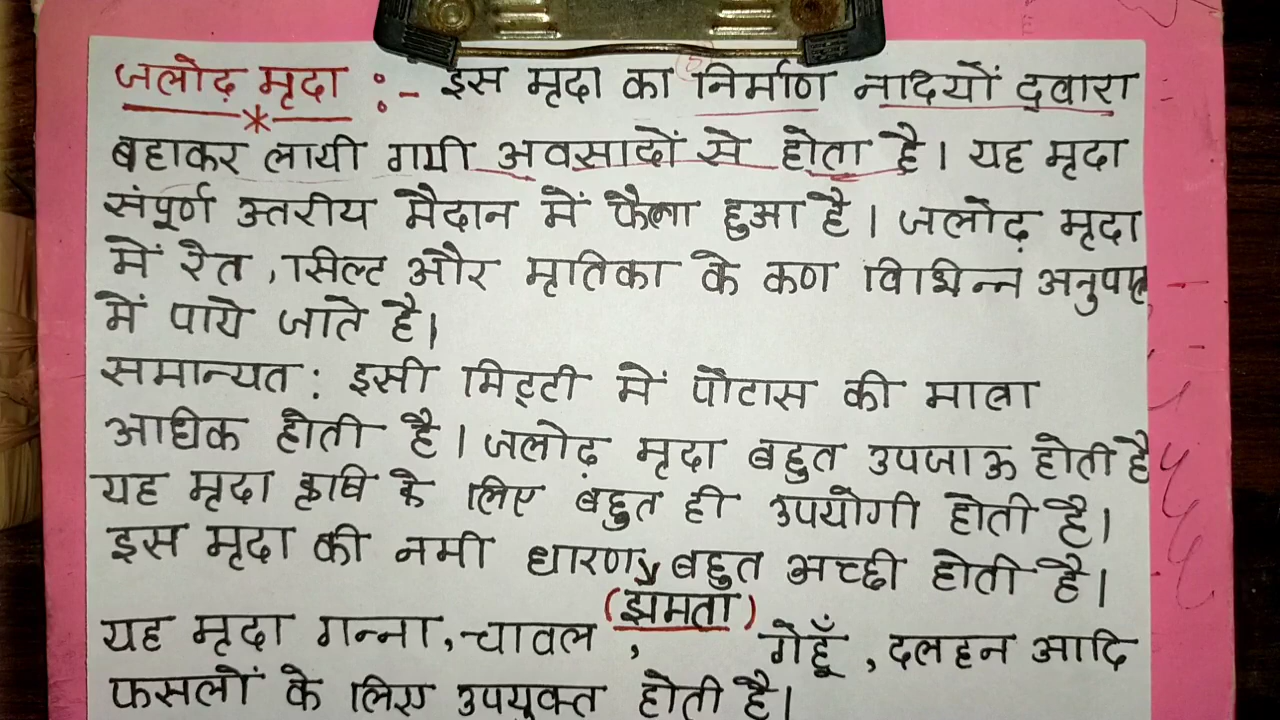 जलोढ़ मृदा :- इस मृदा का निर्माण नदियों द्वारा
बहाकर लायी गयी अवसादों से होता है। यह मृदा
संपूर्ण उत्तरीय मैदान में फैला हुआ है। जलोढ़ मृदा
में रेत, सिल्ट और मृतिका के कण विभिन्न अनुपात
में पाये जाते है।
समान्यत: इसी मिट्टी में पोटास की मात्रा
अधिक होती है। जलोढ़ मृदा बहुत उपजाऊ होती है
यह मृदा कृषि के लिए बहुत ही उपयोगी होती है।
इस मृदा की नमी धारण बहुत अच्छी होती है।
(क्षमता)
यह मृदा गन्ना, चावल, गेहूँ, दलहन आदि
फसलों के लिए उपयुक्त होती है।